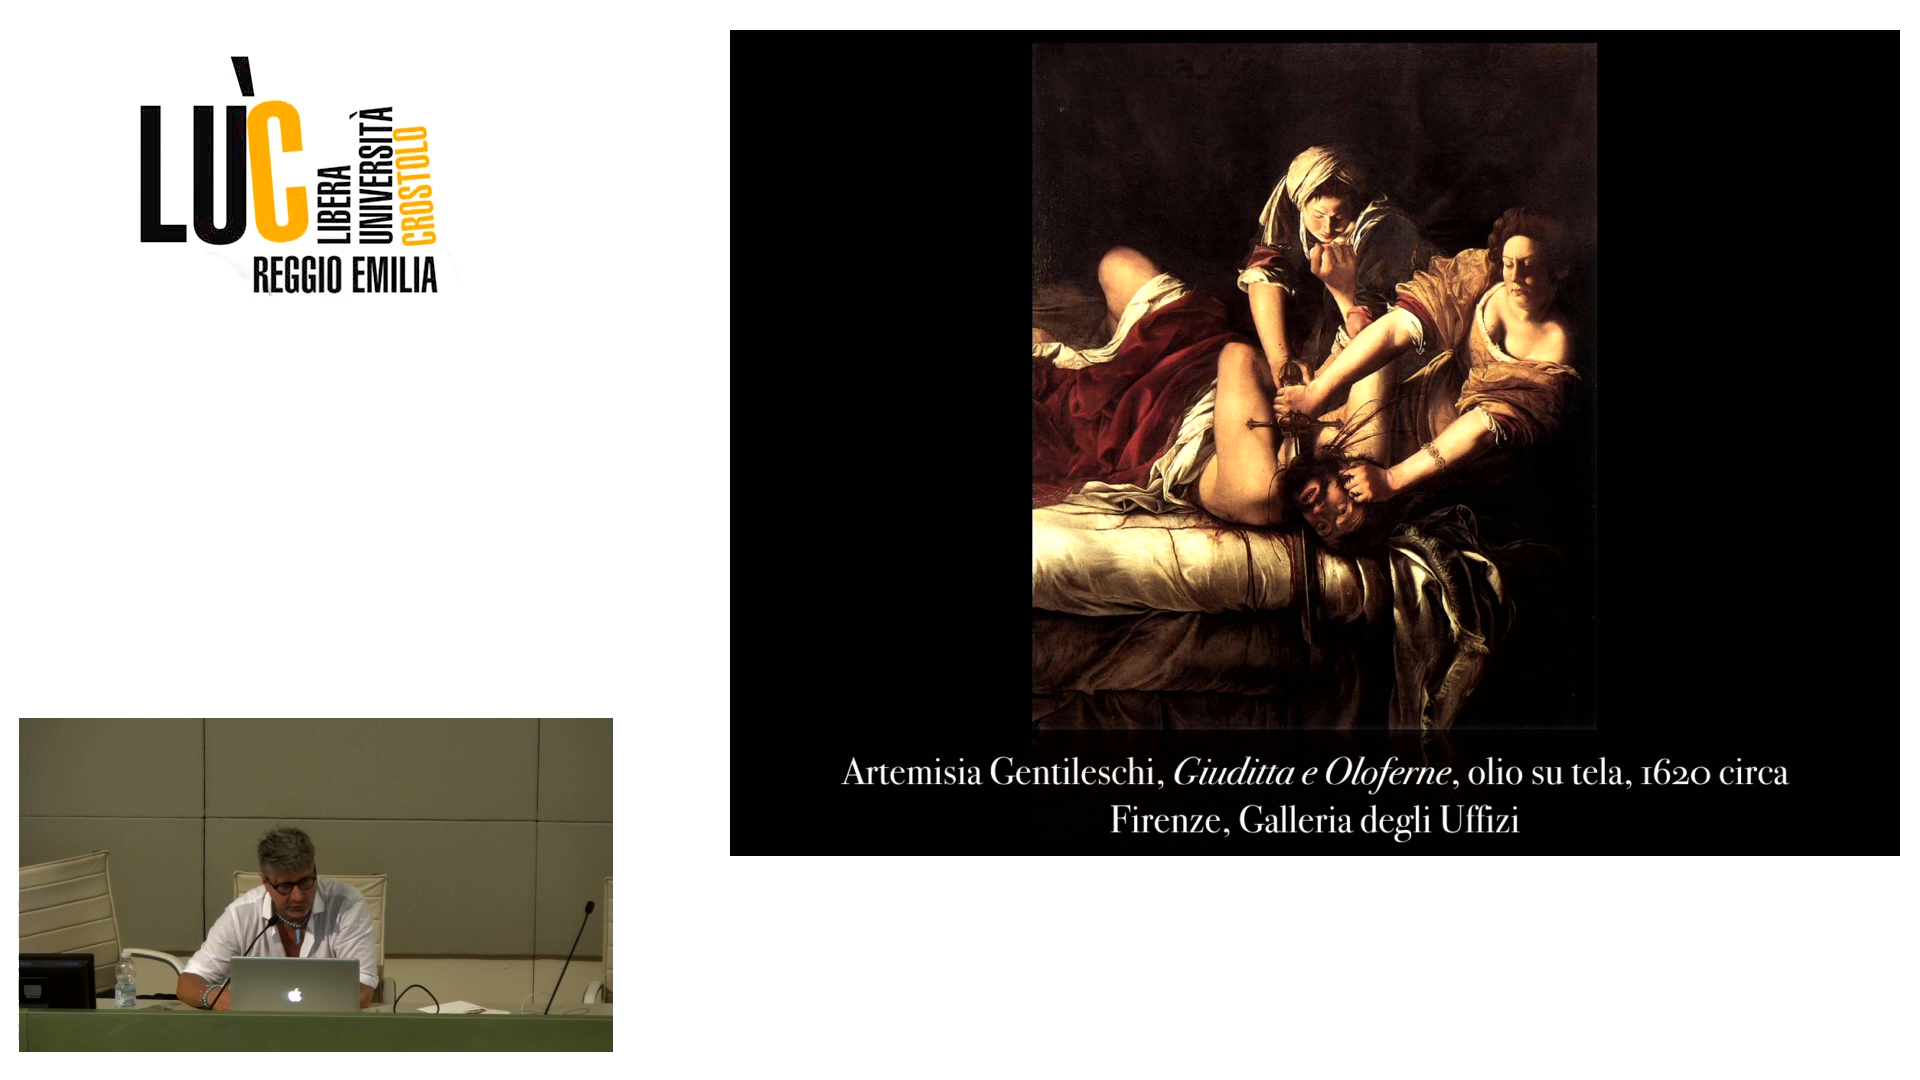 LÙC
LIBERA
UNIVERSITÀ
CROSTOLO
REGGIO EMILIA
Artemisia Gentileschi, Giuditta e Oloferne, olio su tela, 1620 circa
Firenze, Galleria degli Uffizi